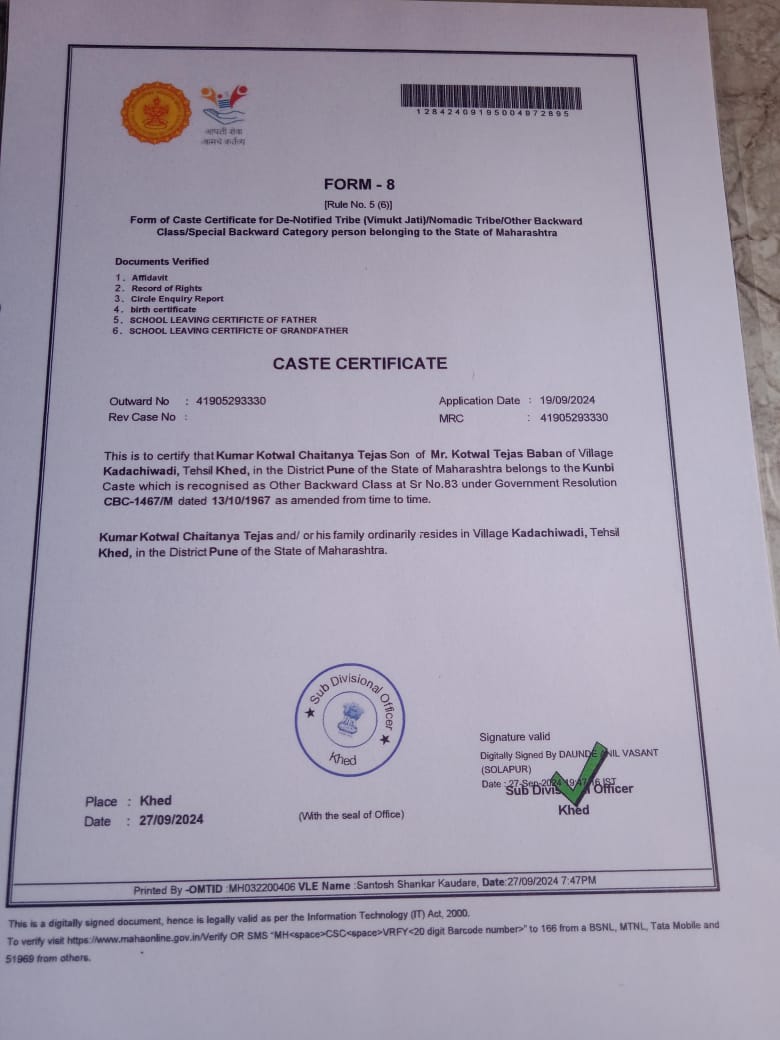 आपली सेवा
आमचे कर्तव्य
12842409195004972895
FORM - 8
[Rule No. 5 (6)]
Form of Caste Certificate for De-Notified Tribe (Vimukt Jati)/Nomadic Tribe/Other Backward
Class/Special Backward Category person belonging to the State of Maharashtra
Documents Verified
1. Affidavit
2. Record of Rights
3. Circle Enquiry Report
4. birth certificate
5. SCHOOL LEAVING CERTIFICTE OF FATHER
6. SCHOOL LEAVING CERTIFICTE OF GRANDFATHER
CASTE CERTIFICATE
Outward No : 41905293330 Application Date : 19/09/2024
Rev Case No : MRC : 41905293330
This is to certify that Kumar Kotwal Chaitanya Tejas Son of Mr. Kotwal Tejas Baban of Village
Kadachiwadi, Tehsil Khed, in the District Pune of the State of Maharashtra belongs to the Kunbi
Caste which is recognised as Other Backward Class at Sr No.83 under Government Resolution
CBC-1467/M dated 13/10/1967 as amended from time to time.
Kumar Kotwal Chaitanya Tejas and/ or his family ordinarily resides in Village Kadachiwadi, Tehsil
Khed, in the District Pune of the State of Maharashtra.
Sub Divisional Officer
Khed
Signature valid
Digitally Signed By DAUNDE ANIL VASANT
(SOLAPUR)
Date : 27-Sep-2024 19:47:16 IST
Sub Divisional Officer
Khed
Place : Khed
Date : 27/09/2024
(With the seal of Office)
Printed By -OMTID :MH032200406 VLE Name :Santosh Shankar Kaudare, Date:27/09/2024 7:47PM
This is a digitally signed document, hence is legally valid as per the Information Technology (IT) Act, 2000.
To verify visit https://www.mahaonline.gov.in/Verify OR SMS "MH<space>CSC<space>VRFY<20 digit Barcode number>" to 166 from a BSNL, MTNL, Tata Mobile and
51969 from others.